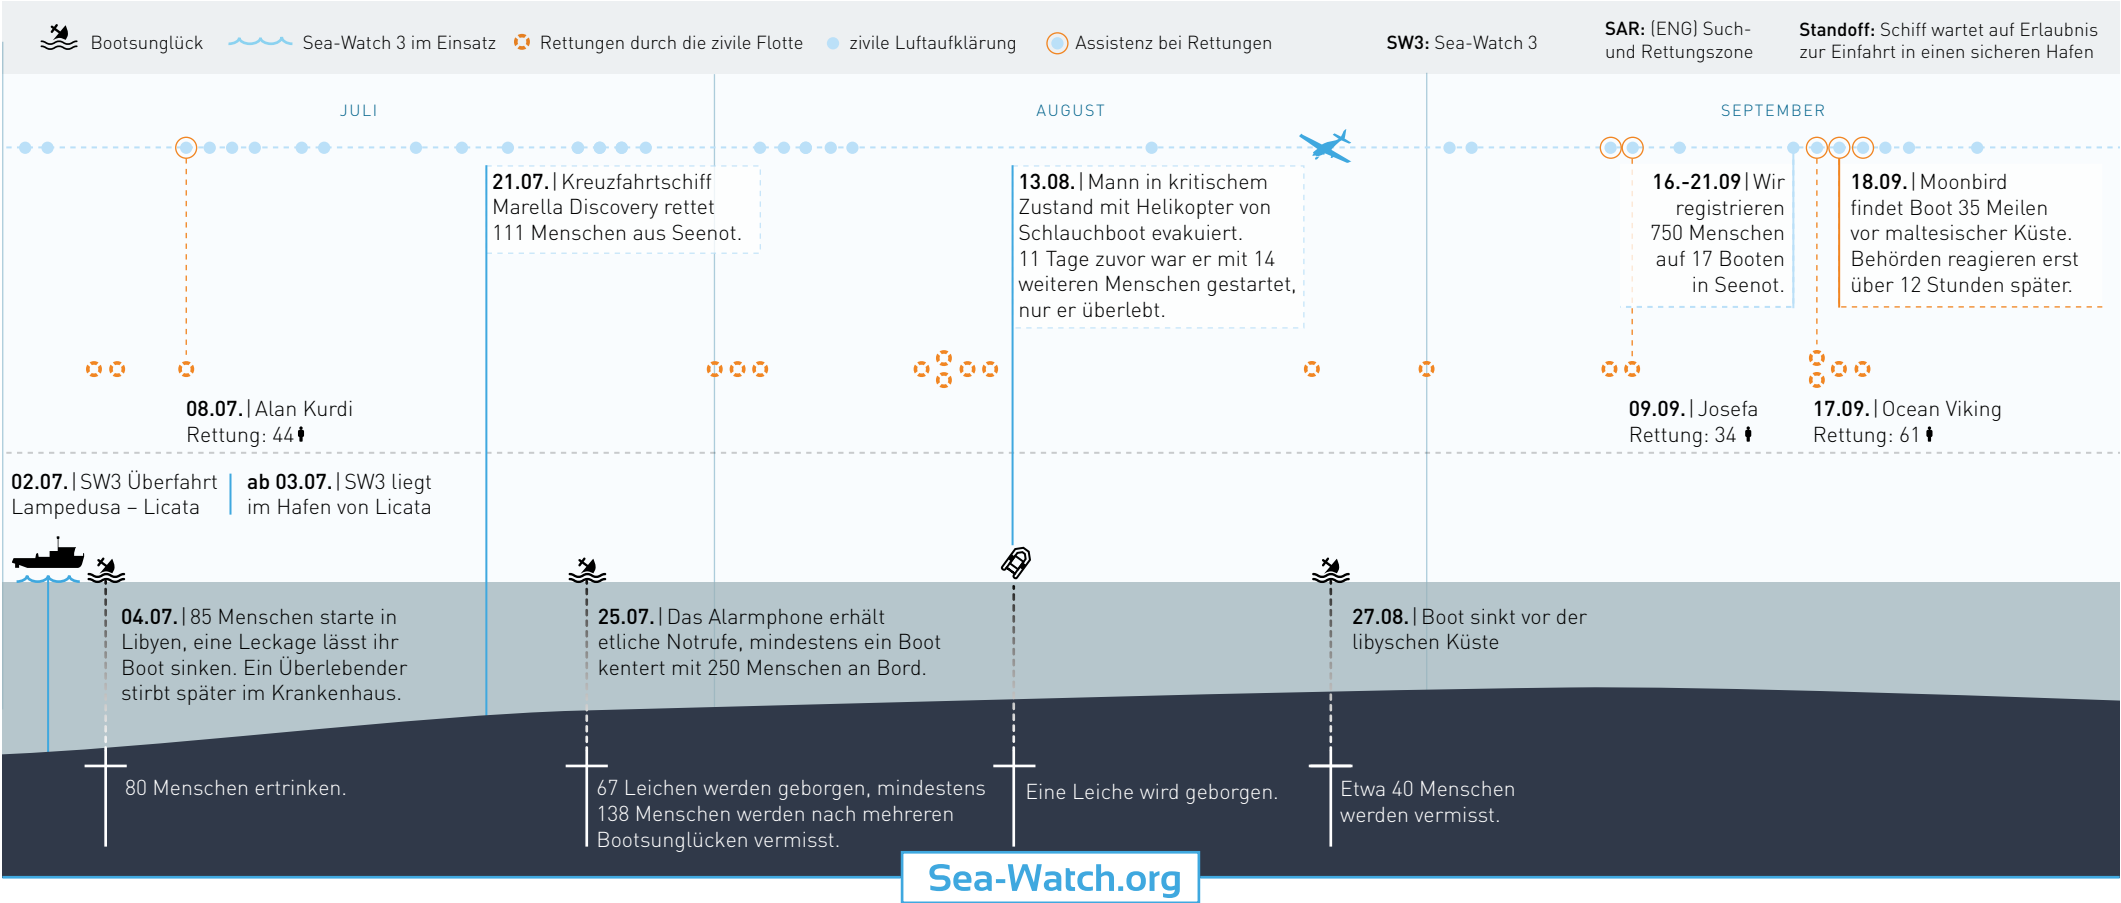 Bootsunglück
Sea-Watch 3 im Einsatz
Rettungen durch die zivile Flotte
zivile Luftaufklärung
Assistenz bei Rettungen
SW3: Sea-Watch 3
SAR: (ENG) Such-
und Rettungszone
Standoff: Schiff wartet auf Erlaubnis
zur Einfahrt in einen sicheren Hafen
JULI
AUGUST
SEPTEMBER
21.07. | Kreuzfahrtschiff
Marella Discovery rettet
111 Menschen aus Seenot.
13.08. | Mann in kritischem
Zustand mit Helikopter von
Schlauchboot evakuiert.
11 Tage zuvor war er mit 14
weiteren Menschen gestartet,
nur er überlebt.
16.-21.09 | Wir
registrieren
750 Menschen
auf 17 Booten
in Seenot.
18.09. | Moonbird
findet Boot 35 Meilen
vor maltesischer Küste.
Behörden reagieren erst
über 12 Stunden später.
08.07. | Alan Kurdi
Rettung: 44
09.09. | Josefa
Rettung: 34
17.09. | Ocean Viking
Rettung: 61
02.07. | SW3 Überfahrt
Lampedusa – Licata
ab 03.07. | SW3 liegt
im Hafen von Licata
04.07. | 85 Menschen starte in
Libyen, eine Leckage lässt ihr
Boot sinken. Ein Überlebender
stirbt später im Krankenhaus.
25.07. | Das Alarmphone erhält
etliche Notrufe, mindestens ein Boot
kentert mit 250 Menschen an Bord.
27.08. | Boot sinkt vor der
libyschen Küste
80 Menschen ertrinken.
67 Leichen werden geborgen, mindestens
138 Menschen werden nach mehreren
Bootsunglücken vermisst.
Eine Leiche wird geborgen.
Etwa 40 Menschen
werden vermisst.
Sea-Watch.org